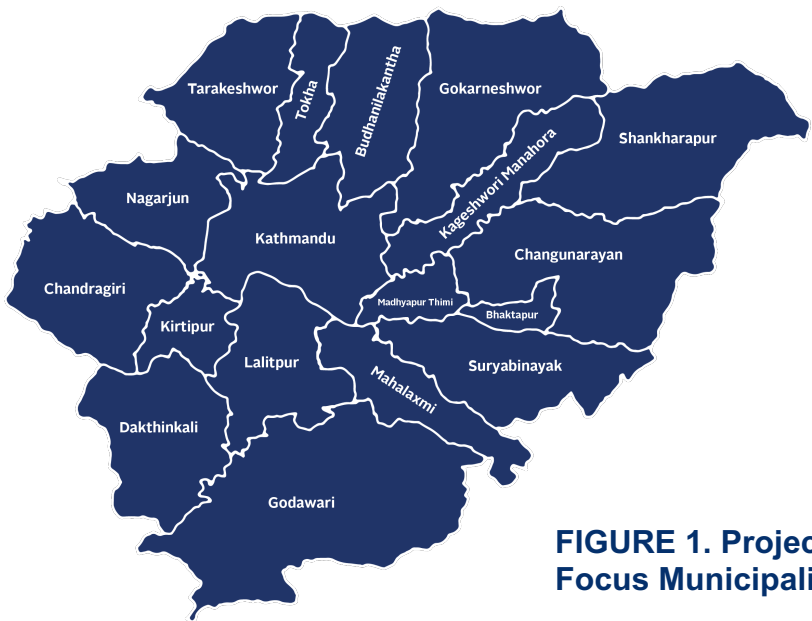 Tarakeshwor
Tokha
Budhanilakantha
Gokarneshwor
Shankharapur
Kageshwori Manahora
Nagarjun
Kathmandu
Changunarayan
Chandragiri
Madhyapur Thimi
Bhaktapur
Kirtipur
Lalitpur
Mahalaxmi
Suryabinayak
Dakthinkali
Godawari
FIGURE 1. Projec
Focus Municipali